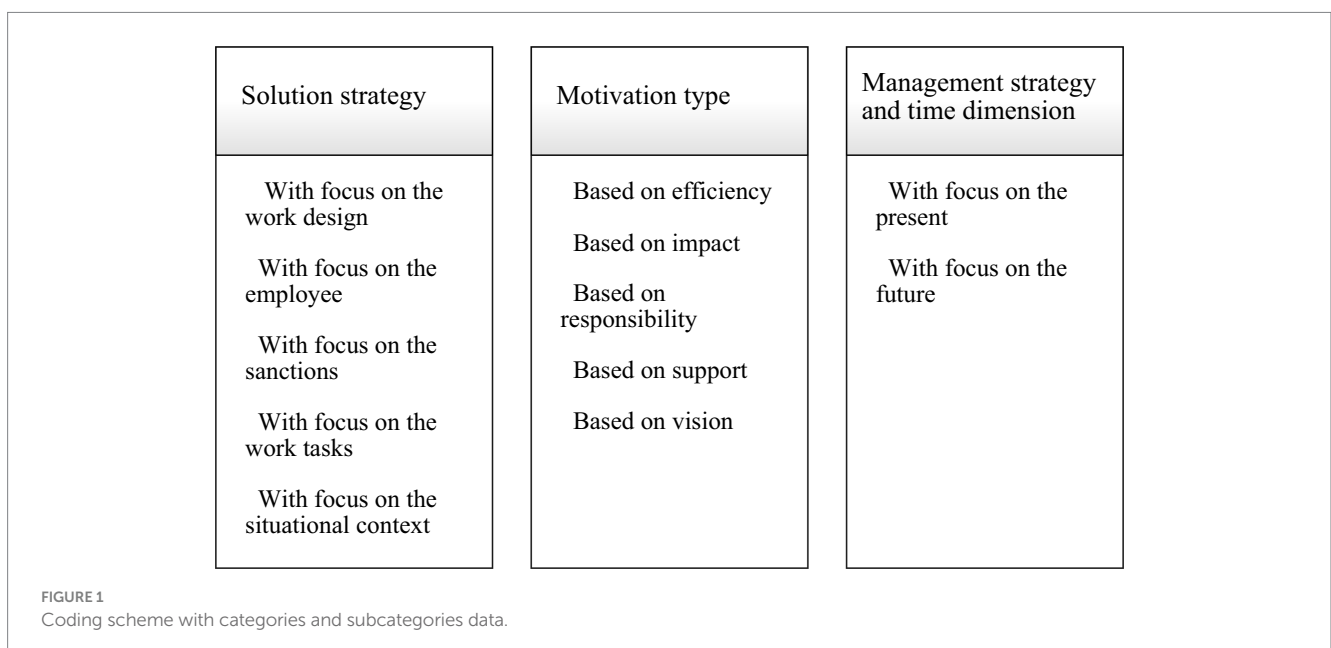 Solution strategy
With focus on the
work design
With focus on the
employee
With focus on the
sanctions
With focus on the
work tasks
With focus on the
situational context
Motivation type
Based on efficiency
Based on impact
Based on
responsibility
Based on support
Based on vision
Management strategy
and time dimension
With focus on the
present
With focus on the
future
FIGURE 1
Coding scheme with categories and subcategories data.